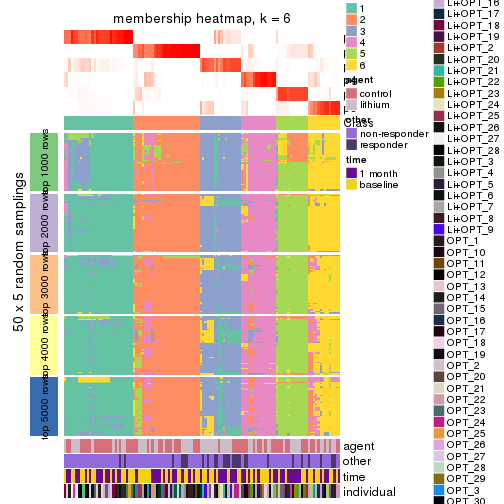 membership heatmap, k = 6
1
2
3
4
5
6
agent
control
lithium
Class
other
non-responder
responder
time
1 month
baseline
50 x 5 random samplings
top 1000 rows
top 2000 rows
top 3000 rows
top 4000 rows
top 5000 rows
agent
other
time
individual
Li+OPT_16
Li+OPT_17
Li+OPT_18
Li+OPT_19
Li+OPT_2
Li+OPT_20
Li+OPT_21
Li+OPT_22
Li+OPT_23
Li+OPT_24
Li+OPT_25
Li+OPT_26
Li+OPT_27
Li+OPT_28
Li+OPT_3
Li+OPT_4
Li+OPT_5
Li+OPT_6
Li+OPT_7
Li+OPT_8
Li+OPT_9
OPT_1
OPT_10
OPT_11
OPT_12
OPT_13
OPT_14
OPT_15
OPT_16
OPT_17
OPT_18
OPT_19
OPT_2
OPT_20
OPT_21
OPT_22
OPT_23
OPT_24
OPT_25
OPT_26
OPT_27
OPT_28
OPT_29
OPT_3
OPT_30